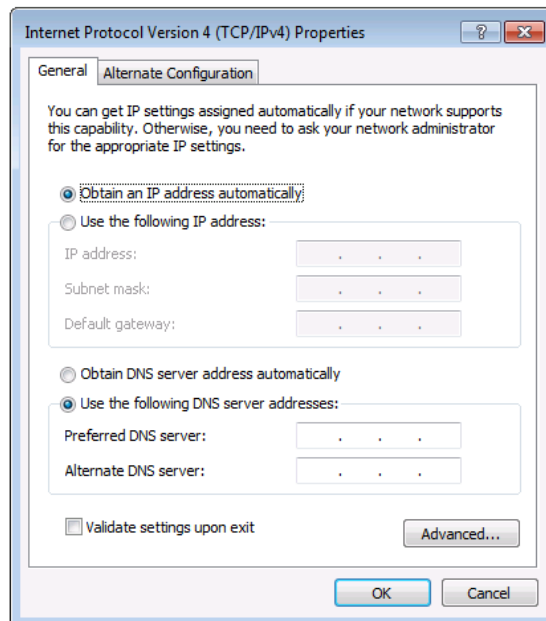 Internet Protocol Version 4 (TCP/IPv4) Properties
General
Alternate Configuration
You can get IP settings assigned automatically if your network supports
this capability. Otherwise, you need to ask your network administrator
for the appropriate IP settings.
Obtain an IP address automatically
Use the following IP address:
IP address:
. . .
Subnet mask:
. . .
Default gateway:
. . .
Obtain DNS server address automatically
Use the following DNS server addresses:
Preferred DNS server:
. . .
Alternate DNS server:
. . .
Validate settings upon exit
Advanced...
OK
Cancel